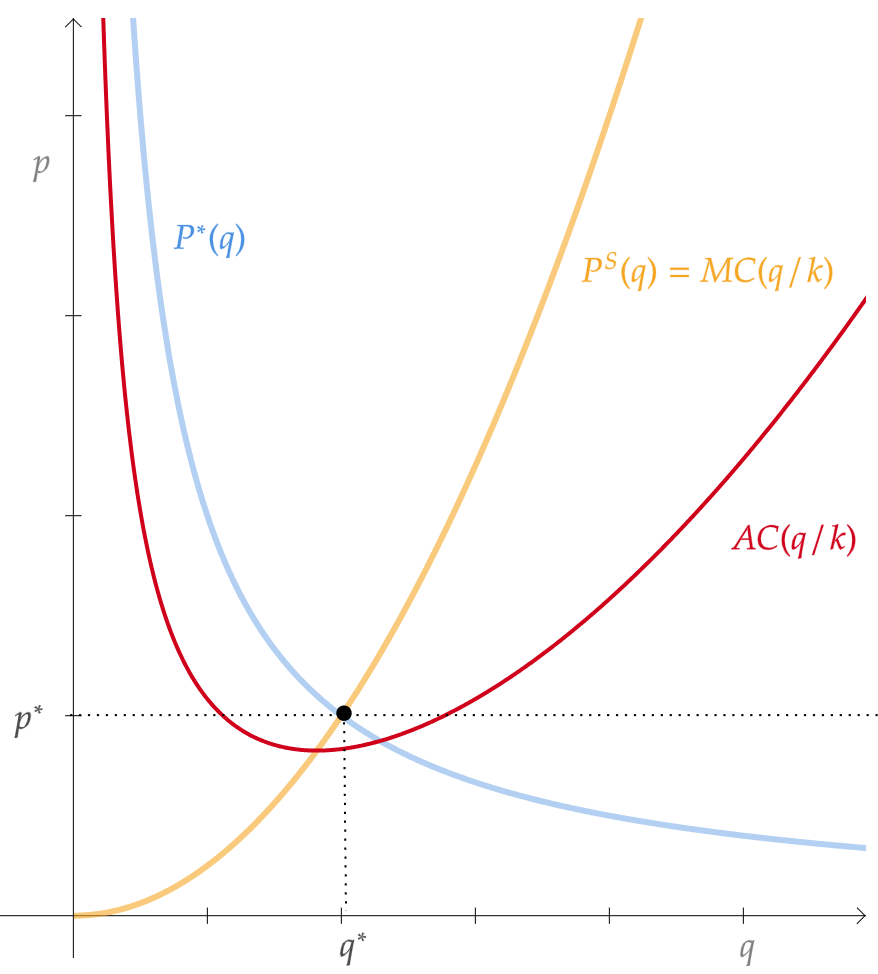 p
P*(q)
P^S(q) = MC(q/k)
AC(q/k)
p*
q*
q